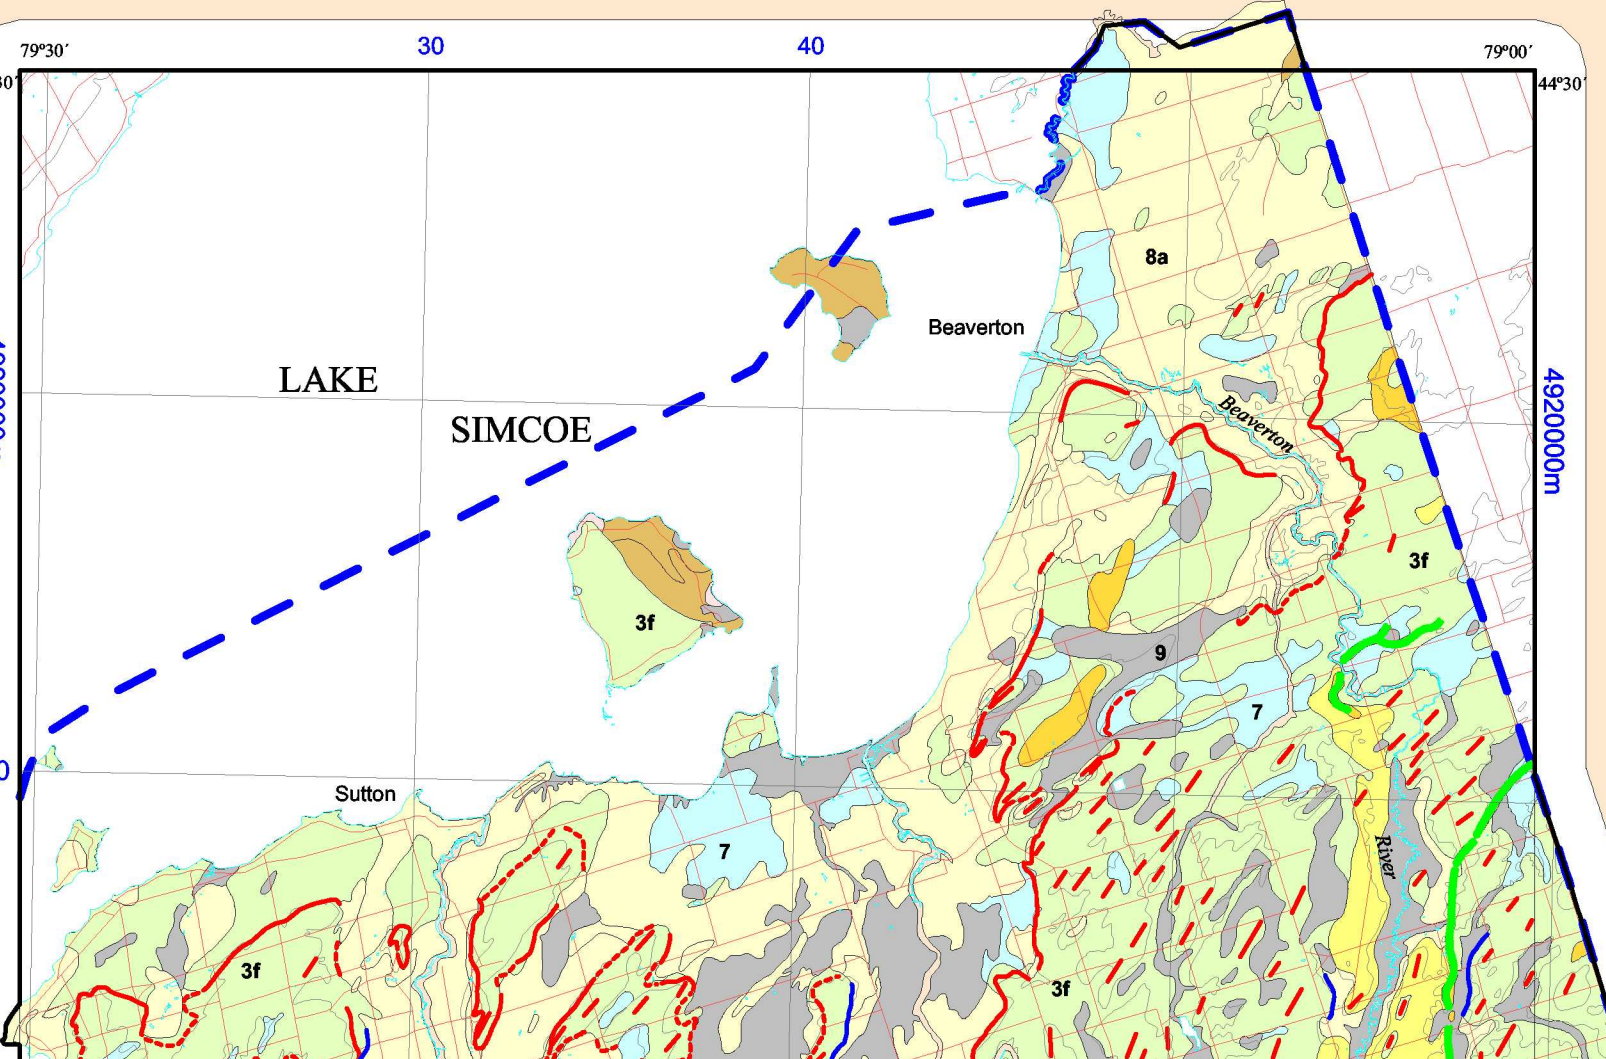 79°30′
30
40
79°00′
44°30′
8a
Beaverton
LAKE
SIMCOE
Beaverton
4920000m
3f
3f
9
7
Sutton
7
River
3f
3f